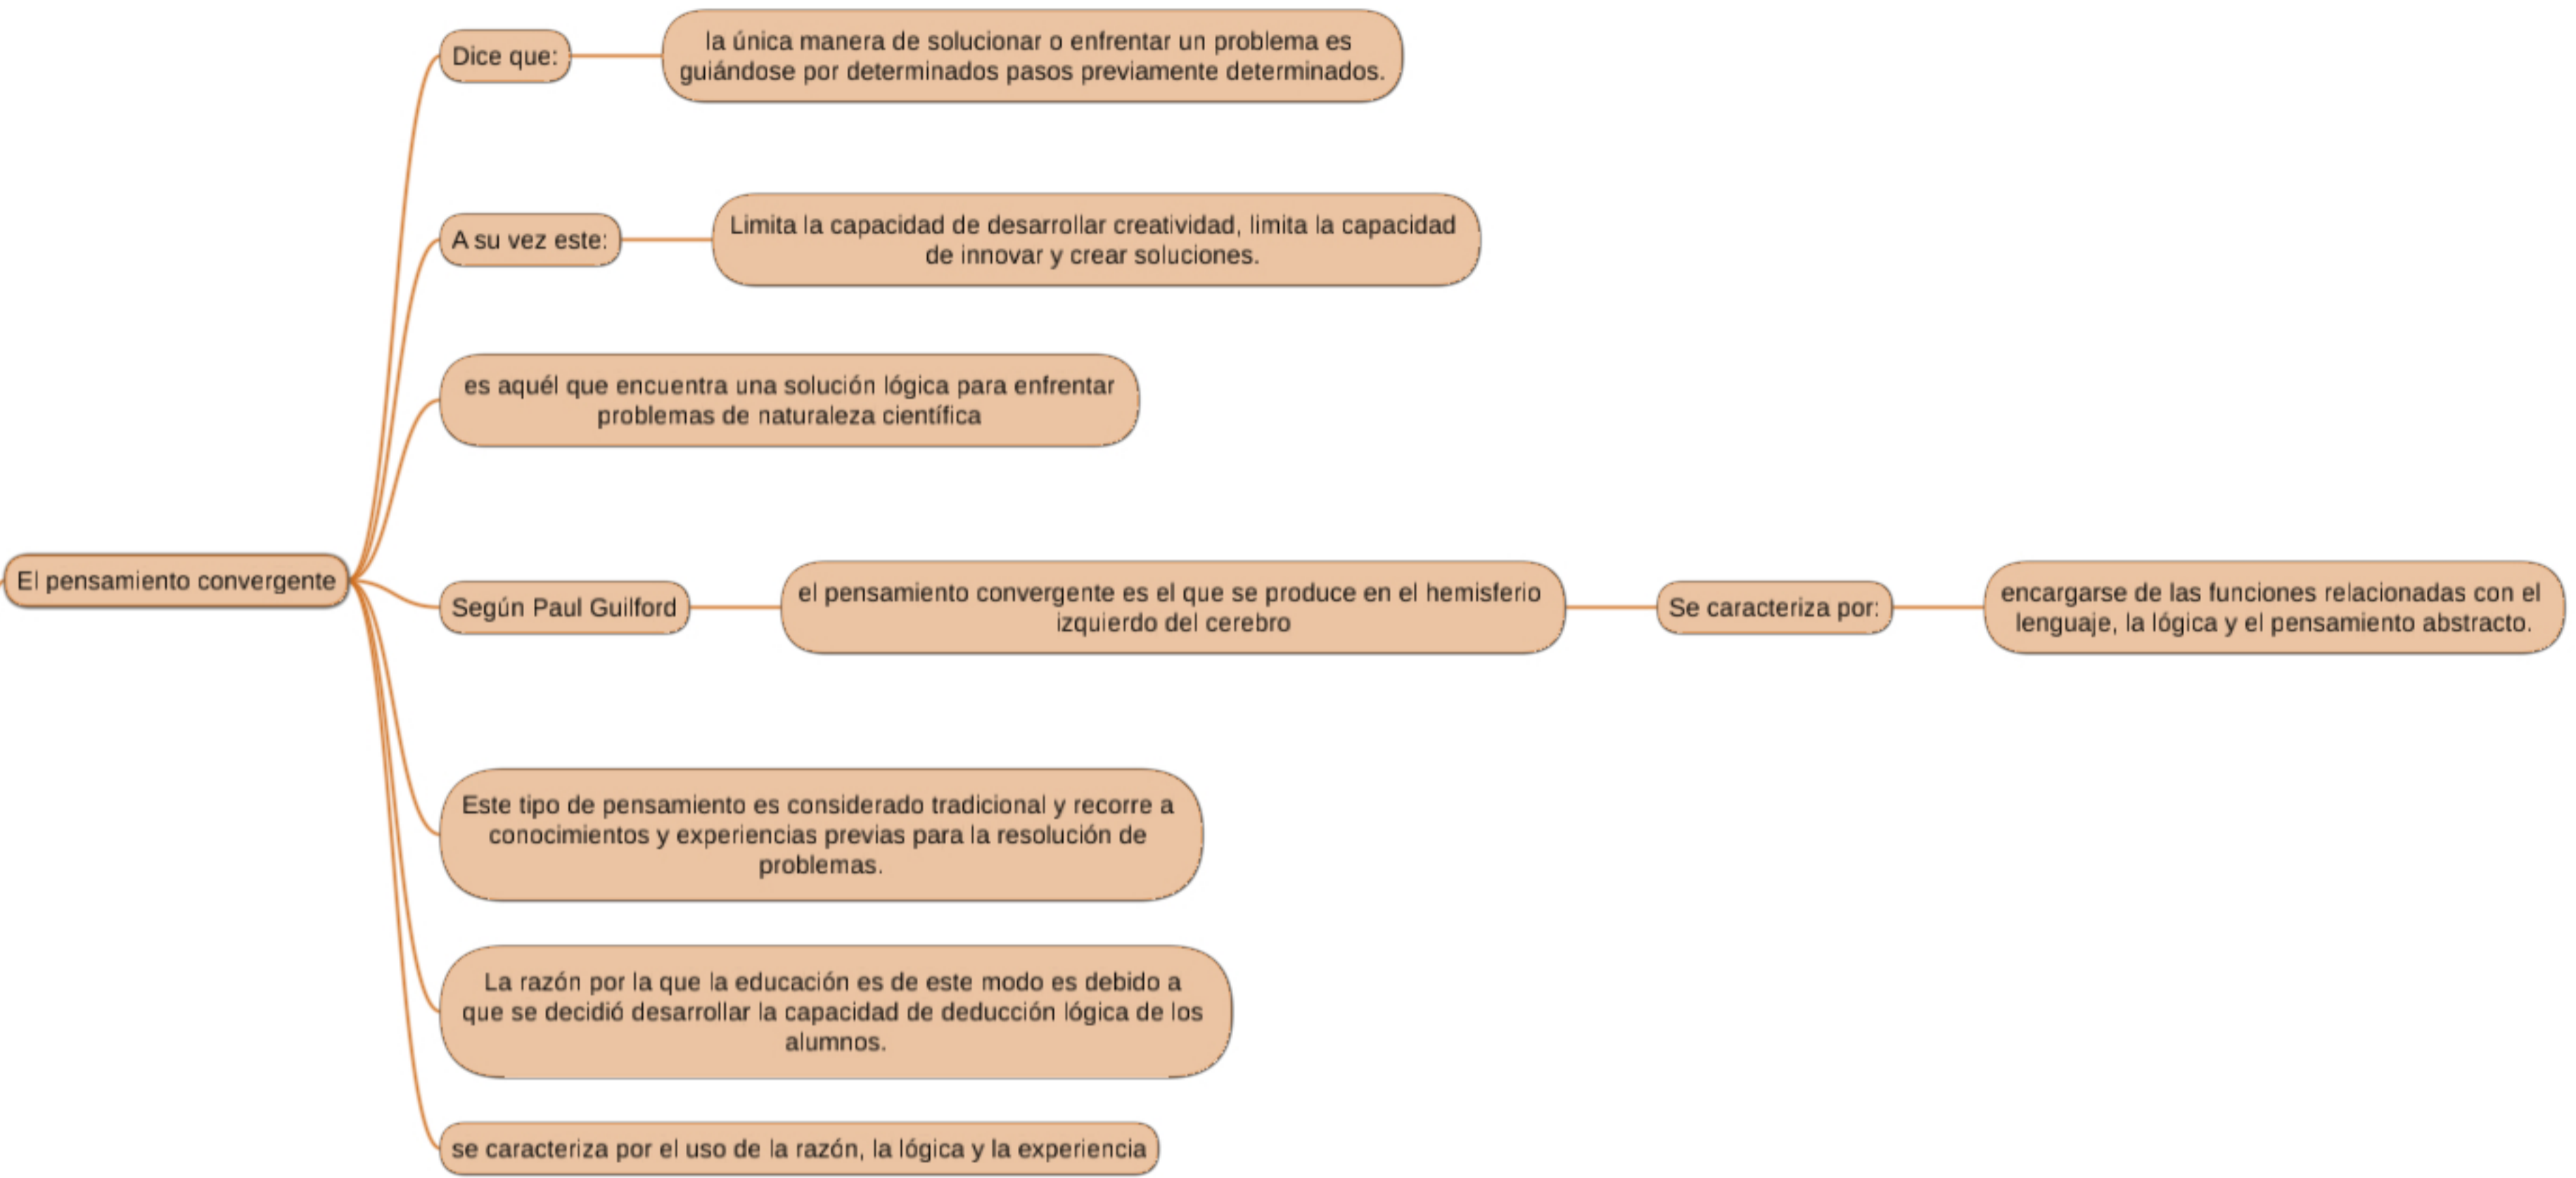 Dice que:
la única manera de solucionar o enfrentar un problema es
guiándose por determinados pasos previamente determinados.
A su vez este:
Limita la capacidad de desarrollar creatividad, limita la capacidad
de innovar y crear soluciones.
es aquél que encuentra una solución lógica para enfrentar
problemas de naturaleza científica
El pensamiento convergente
Según Paul Guilford
el pensamiento convergente es el que se produce en el hemisferio
izquierdo del cerebro
Se caracteriza por:
encargarse de las funciones relacionadas con el
lenguaje, la lógica y el pensamiento abstracto.
Este tipo de pensamiento es considerado tradicional y recorre a
conocimientos y experiencias previas para la resolución de
problemas.
La razón por la que la educación es de este modo es debido a
que se decidió desarrollar la capacidad de deducción lógica de los
alumnos.
se caracteriza por el uso de la razón, la lógica y la experiencia